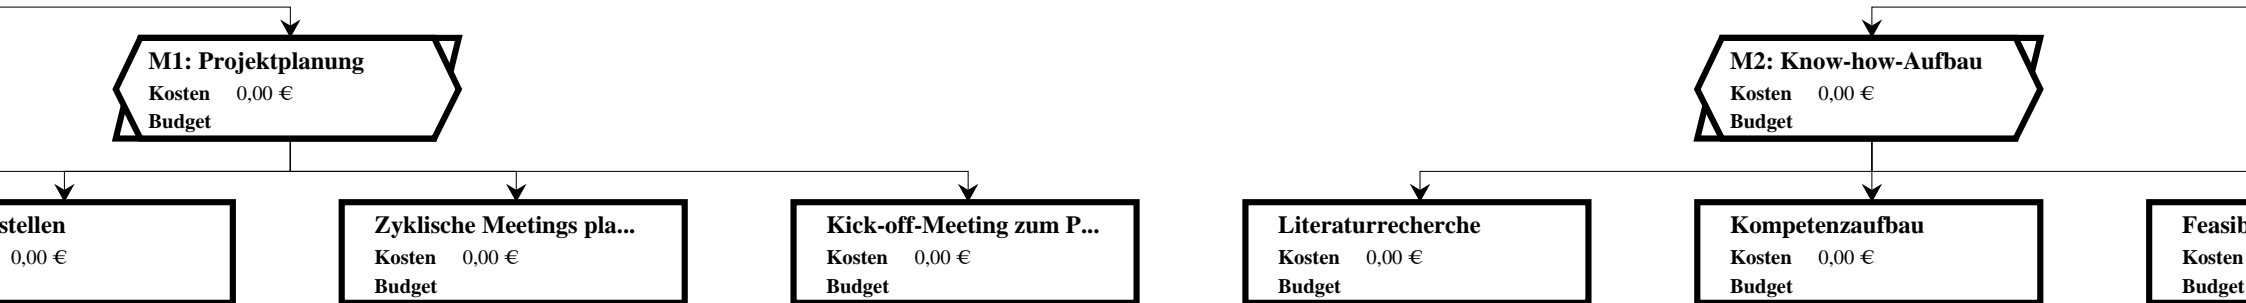 M1: Projektplanung
Kosten 0,00 €
Budget
M2: Know-how-Aufbau
Kosten 0,00 €
Budget
stellen
0,00 €
Zyklische Meetings pla...
Kosten 0,00 €
Budget
Kick-off-Meeting zum P...
Kosten 0,00 €
Budget
Literaturrecherche
Kosten 0,00 €
Budget
Kompetenzaufbau
Kosten 0,00 €
Budget
Feasib
Kosten
Budget